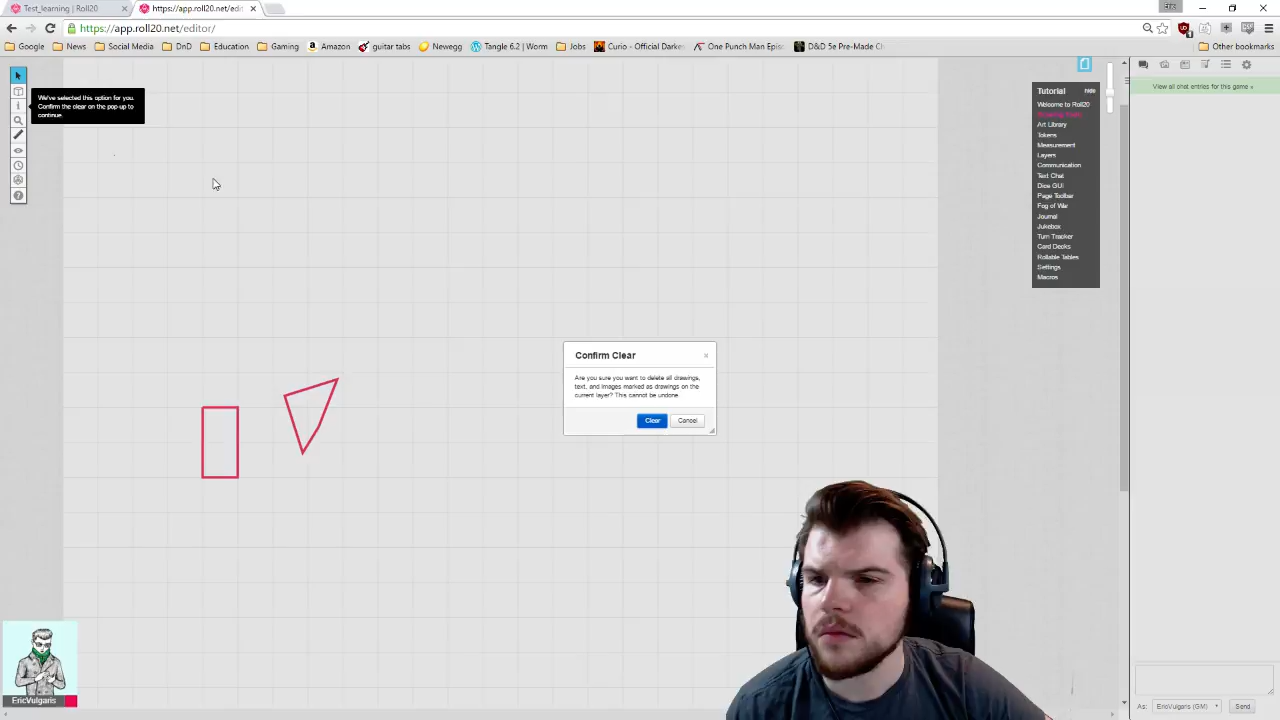 Test_learning | Roll20
https://app.roll20.net/edit
Eric
https://app.roll20.net/editor/
Google
News
Social Media
DnD
Education
Gaming
Amazon
guitar tabs
Newegg
Tangle 6.2 | Worm
Jobs
Curio - Official Darkes
One Punch Man Epis:
D&D 5e Pre-Made Ch
Other bookmarks
We've selected this option for you.
Confirm the clear on the pop-up to
continue.
Tutorial
hide
Welcome to Roll20
Drawing Tools
Art Library
Tokens
Measurement
Layers
Communication
Text Chat
Dice GUI
Page Toolbar
Fog of War
Journal
Jukebox
Turn Tracker
Card Decks
Rollable Tables
Settings
Macros
View all chat entries for this game »
Confirm Clear
Are you sure you want to delete all drawings,
text, and images marked as drawings on the
current layer? This cannot be undone.
Clear
Cancel
EricVulgaris
As:
EricVulgaris (GM)
Send